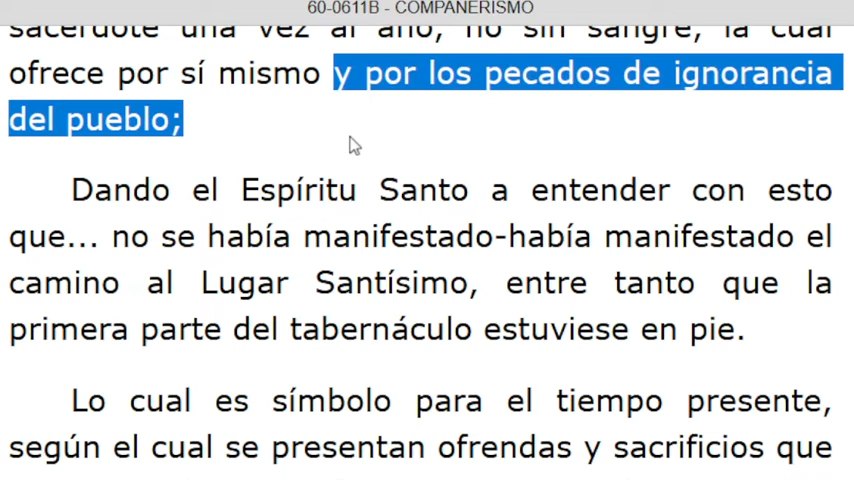 60-0611B - COMPAÑERISMO
sacerdote una vez al año, no sin sangre, la cual
ofrece por sí mismo y por los pecados de ignorancia
del pueblo;
Dando el Espíritu Santo a entender con esto
que... no se había manifestado-había manifestado el
camino al Lugar Santísimo, entre tanto que la
primera parte del tabernáculo estuviese en pie.
Lo cual es símbolo para el tiempo presente,
según el cual se presentan ofrendas y sacrificios que